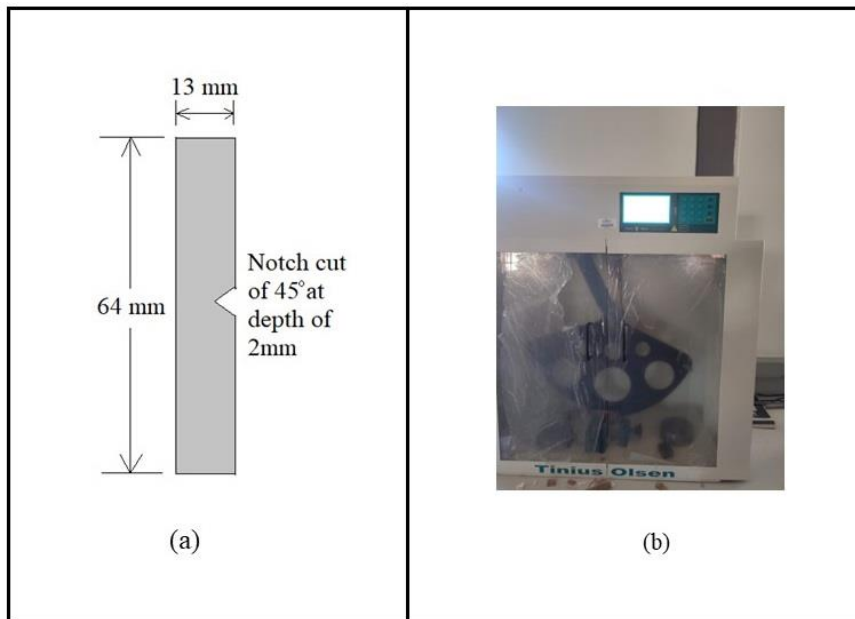 13 mm
64 mm
Notch cut
of 45°at
depth of
2mm
(a)
Tinius Olsen
(b)